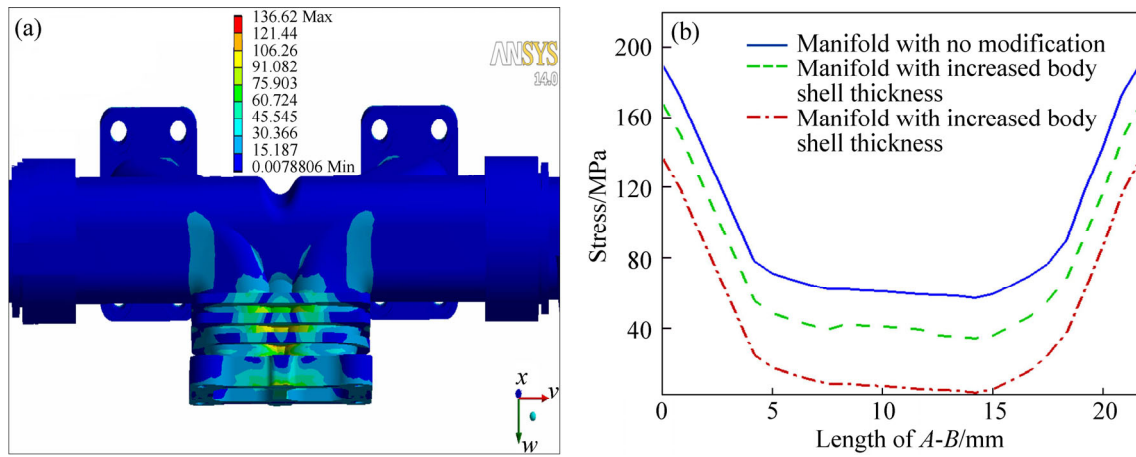 (a)
136.62 Max
121.44
106.26
91.082
75.903
60.724
45.545
30.366
15.187
0.0078806 Min
ANSYS
14.0
x
v
w
(b)
Manifold with no modification
Manifold with increased body
shell thickness
Manifold with increased body
shell thickness
Stress/MPa
200
160
120
80
40
0
5
10
15
20
Length of A-B/mm